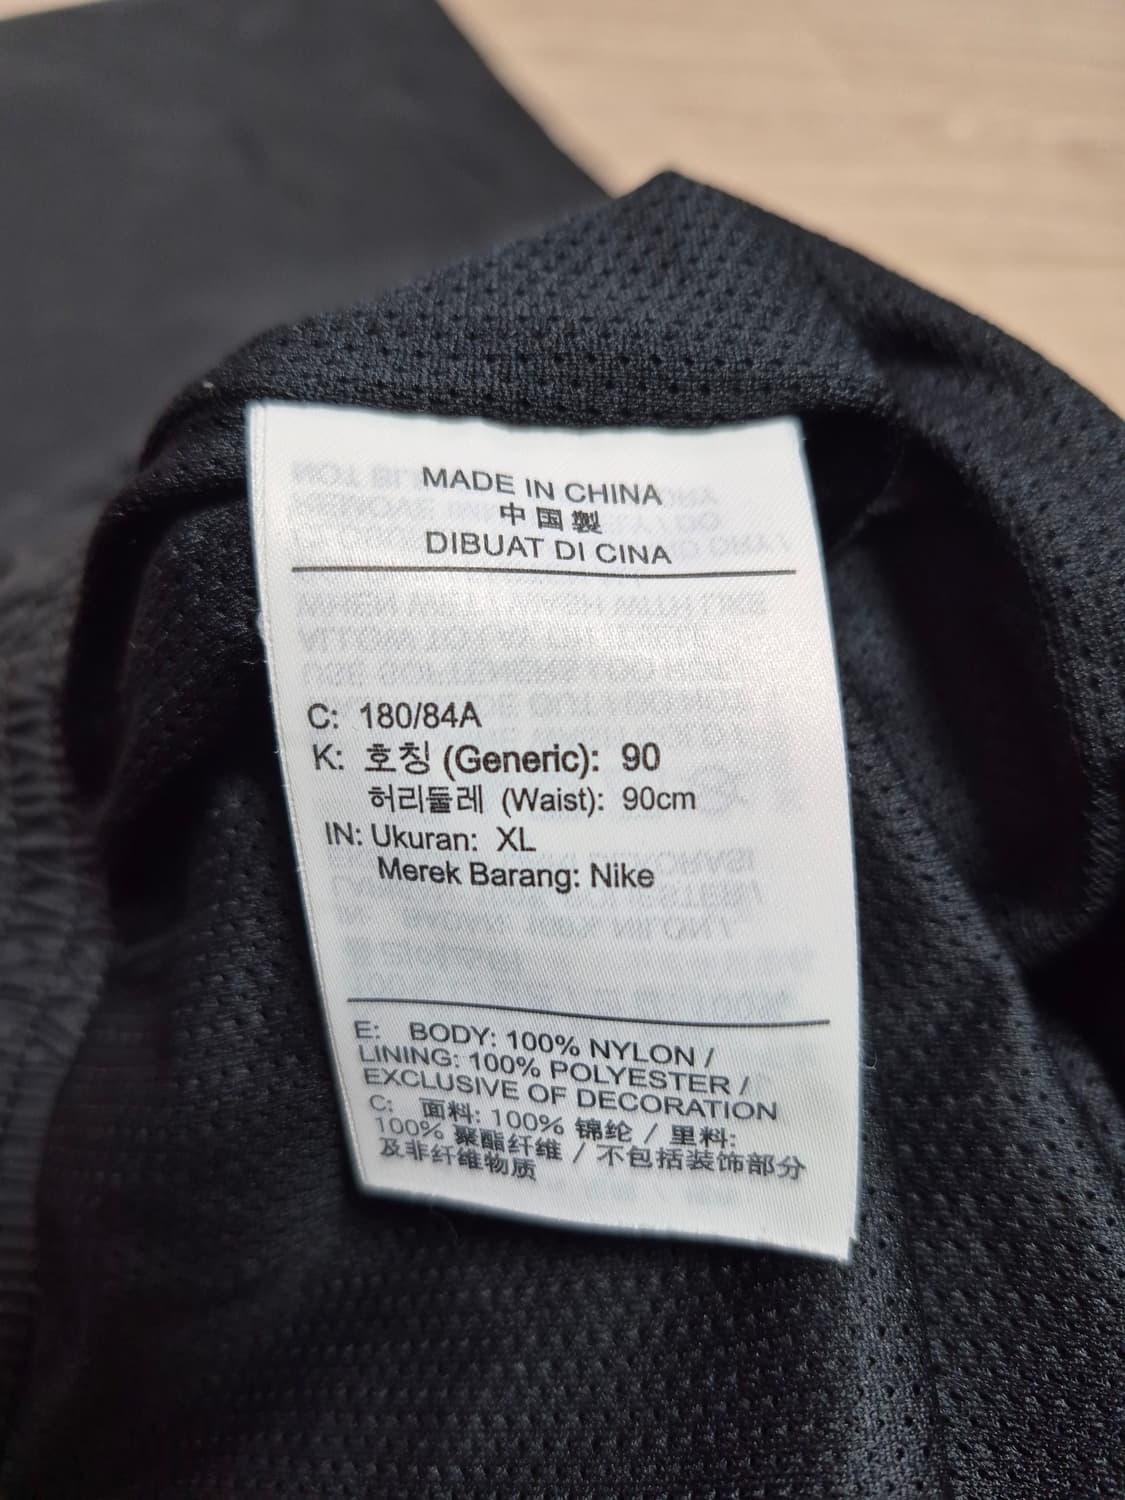 MADE IN CHINA
中国製
DIBUAT DI CINA
C: 180/84A
K: 호칭 (Generic): 90
허리둘레 (Waist): 90cm
IN: Ukuran: XL
Merek Barang: Nike
E: BODY: 100% NYLON /
LINING: 100% POLYESTER /
EXCLUSIVE OF DECORATION
C: 面料: 100% 锦纶 / 里料:
100% 聚酯纤维 / 不包括装饰部分
及非纤维物质